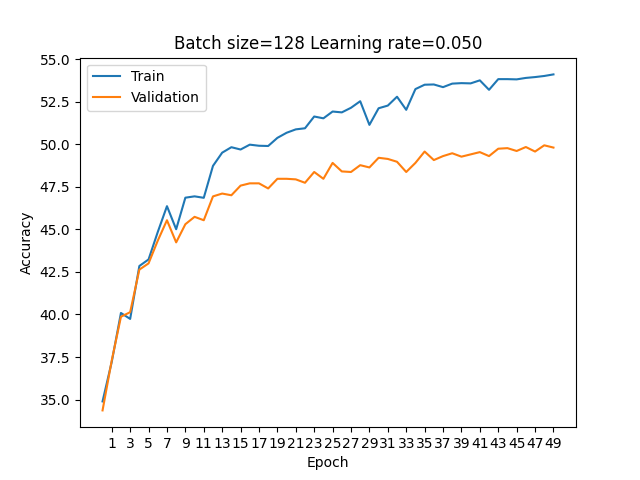 Batch size=128 Learning rate=0.050
Train
Validation
Accuracy
55.0
52.5
50.0
47.5
45.0
42.5
40.0
37.5
35.0
1 3 5 7 9 11 13 15 17 19 21 23 25 27 29 31 33 35 37 39 41 43 45 47 49
Epoch